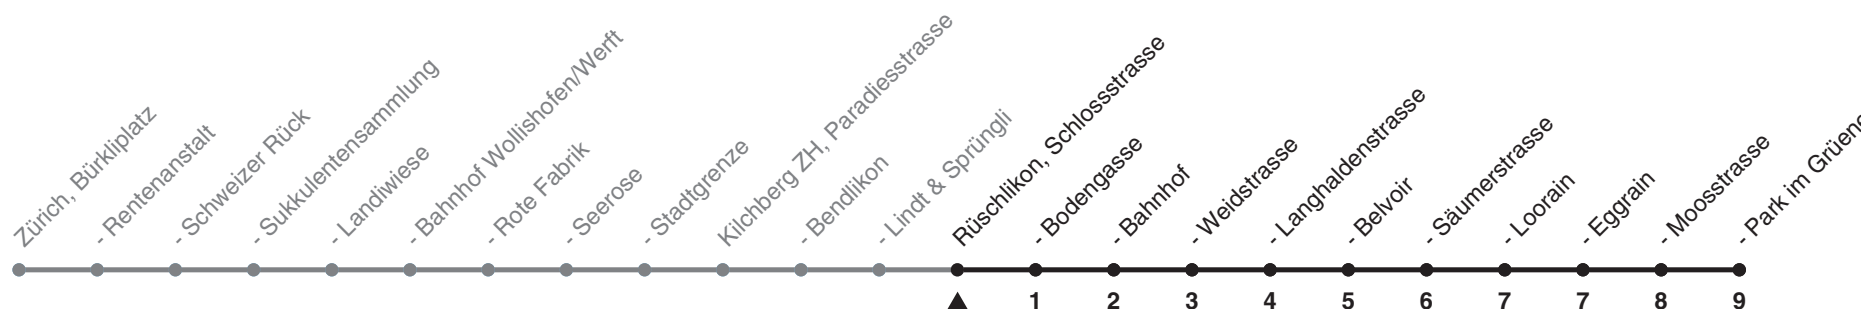 Zürich, Bürkliplatz
- Rentenanstalt
- Schweizer Rück
- Sukkulentensammlung
- Landiwiese
- Bahnhof Wollishofen/Werft
- Rote Fabrik
- Seerose
- Stadtgrenze
Kilchberg ZH, Paradiesstrasse
- Bendlikon
- Lindt & Sprüngli
Rüschlikon, Schlossstrasse
- Bodengasse
- Bahnhof
- Weidstrasse
- Langhaldenstrasse
- Belvoir
- Säumerstrasse
- Loorain
- Eggrain
- Moosstrasse
- Park im
1 2 3 4 5 6 7 7 8 9